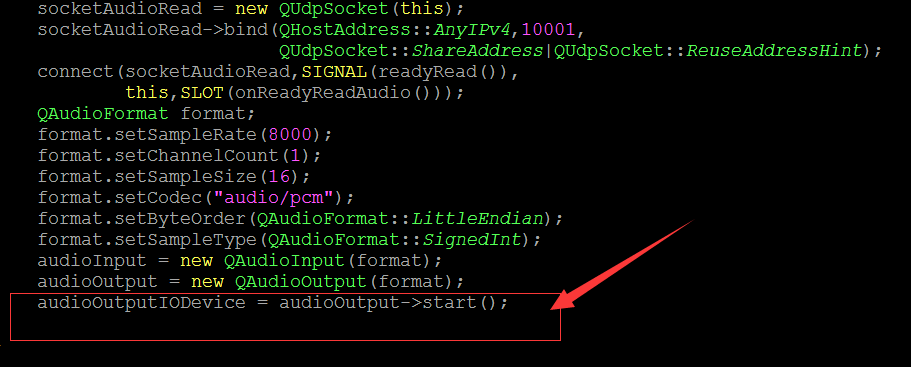 socketAudioRead = new QUdpSocket(this);
socketAudioRead->bind(QHostAddress::AnyIPv4,10001,
QUdpSocket::ShareAddress|QUdpSocket::ReuseAddressHint);
connect(socketAudioRead,SIGNAL(readyRead()),
this,SLOT(onReadyReadAudio()));
QAudioFormat format;
format.setSampleRate(8000);
format.setChannelCount(1);
format.setSampleSize(16);
format.setCodec("audio/pcm");
format.setByteOrder(QAudioFormat::LittleEndian);
format.setSampleType(QAudioFormat::SignedInt);
audioInput = new QAudioInput(format);
audioOutput = new QAudioOutput(format);
audioOutputIODevice = audioOutput->start();